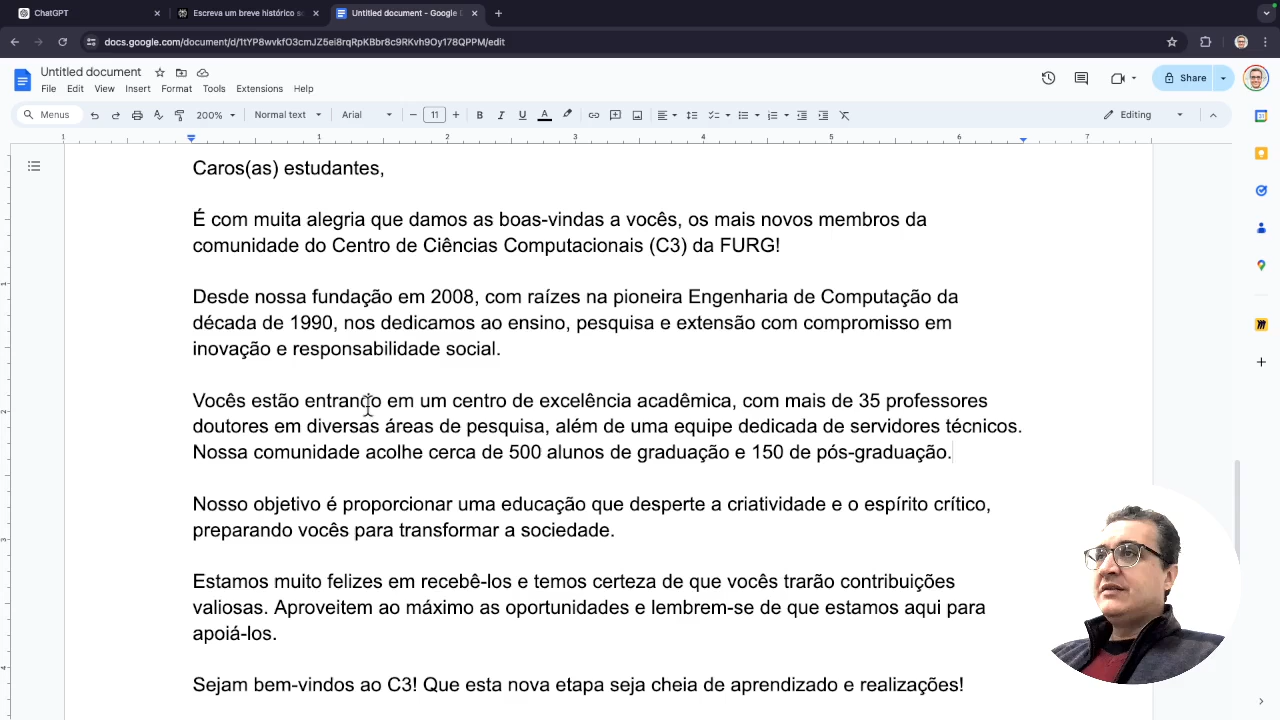 ChatGPT
Escreva um breve histórico so
Untitled document - Google D
docs.google.com/document/d/1tYP8wvkfO3cmJZ5ei8rqRpKBbr8c9RKvh9Oy178QPPM/edit
Untitled document
File Edit View Insert Format Tools Extensions Help
Share
Menus
200%
Normal text
Arial
11
B I U A
Editing
1 1 2 3 4 5 6 7
Caros(as) estudantes,
É com muita alegria que damos as boas-vindas a vocês, os mais novos membros da
comunidade do Centro de Ciências Computacionais (C3) da FURG!
Desde nossa fundação em 2008, com raízes na pioneira Engenharia de Computação da
década de 1990, nos dedicamos ao ensino, pesquisa e extensão com compromisso em
inovação e responsabilidade social.
Vocês estão entrando em um centro de excelência acadêmica, com mais de 35 professores
doutores em diversas áreas de pesquisa, além de uma equipe dedicada de servidores técnicos.
Nossa comunidade acolhe cerca de 500 alunos de graduação e 150 de pós-graduação.
Nosso objetivo é proporcionar uma educação que desperte a criatividade e o espírito crítico,
preparando vocês para transformar a sociedade.
Estamos muito felizes em recebê-los e temos certeza de que vocês trarão contribuições
valiosas. Aproveitem ao máximo as oportunidades e lembrem-se de que estamos aqui para
apoiá-los.
Sejam bem-vindos ao C3! Que esta nova etapa seja cheia de aprendizado e realizações!